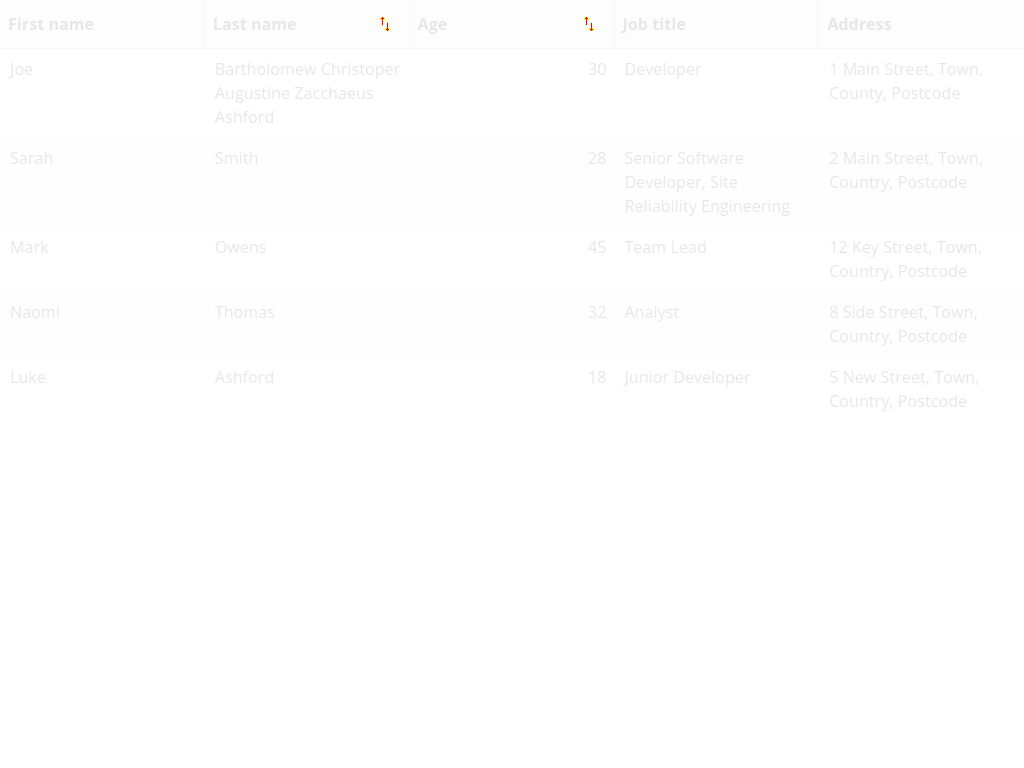 First name Last name Age Job title Address
Joe Bartholomew Christoper 30 Developer 1 Main Street, Town,
Augustine Zacchaeus County, Postcode
Ashford
Sarah Smith 28 Senior Software 2 Main Street, Town,
Developer, Site Country, Postcode
Reliability Engineering
Mark Owens 45 Team Lead 12 Key Street, Town,
Country, Postcode
Naomi Thomas 32 Analyst 8 Side Street, Town,
Country, Postcode
Luke Ashford 18 Junior Developer 5 New Street, Town,
Country, Postcode